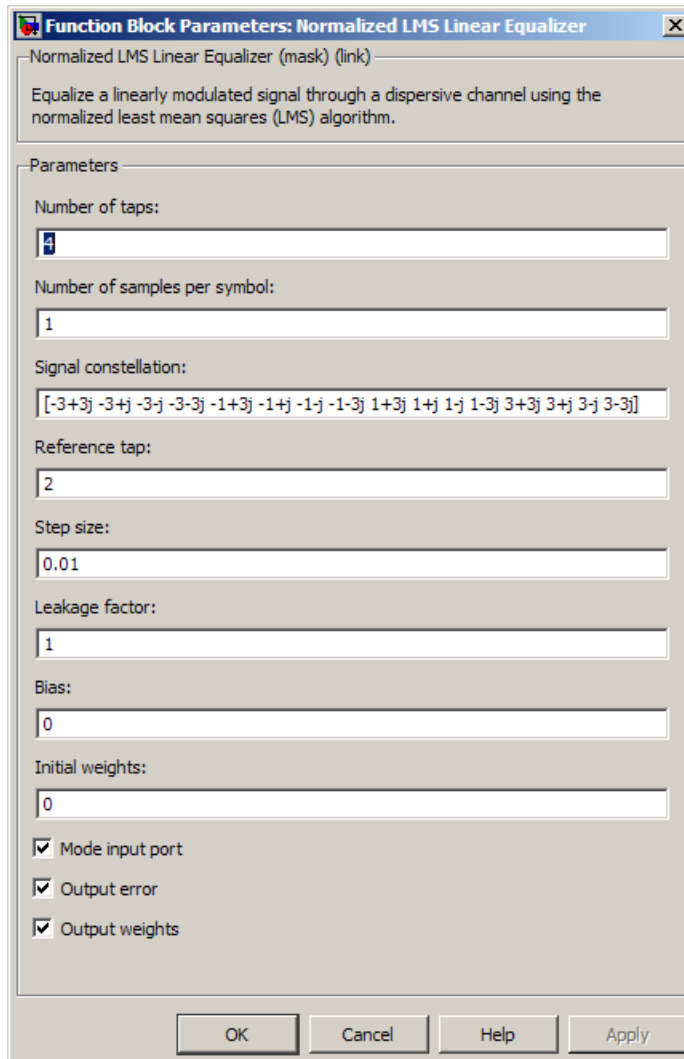 Function Block Parameters: Normalized LMS Linear Equalizer
Normalized LMS Linear Equalizer (mask) (link)
Equalize a linearly modulated signal through a dispersive channel using the
normalized least mean squares (LMS) algorithm.
Parameters
Number of taps:
4
Number of samples per symbol:
1
Signal constellation:
[-3+3j -3+j -3-j -3-3j -1+3j -1+j -1-j -1-3j 1+3j 1+j 1-j 1-3j 3+3j 3+j 3-j 3-3j]
Reference tap:
2
Step size:
0.01
Leakage factor:
1
Bias:
0
Initial weights:
0
Mode input port
Output error
Output weights
OK Cancel Help Apply